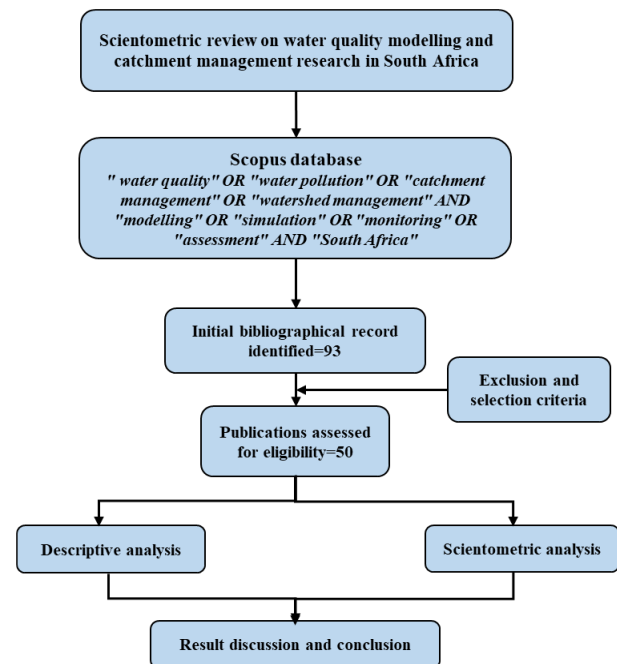 Scientometric review on water quality modelling and
catchment management research in South Africa
Scopus database
" water quality" OR "water pollution" OR "catchment
management" OR "watershed management" AND
"modelling" OR "simulation" OR "monitoring" OR
"assessment" AND "South Africa"
Initial bibliographical record
identified=93
Exclusion and
selection criteria
Publications assessed
for eligibility=50
Descriptive analysis
Scientometric analysis
Result discussion and conclusion